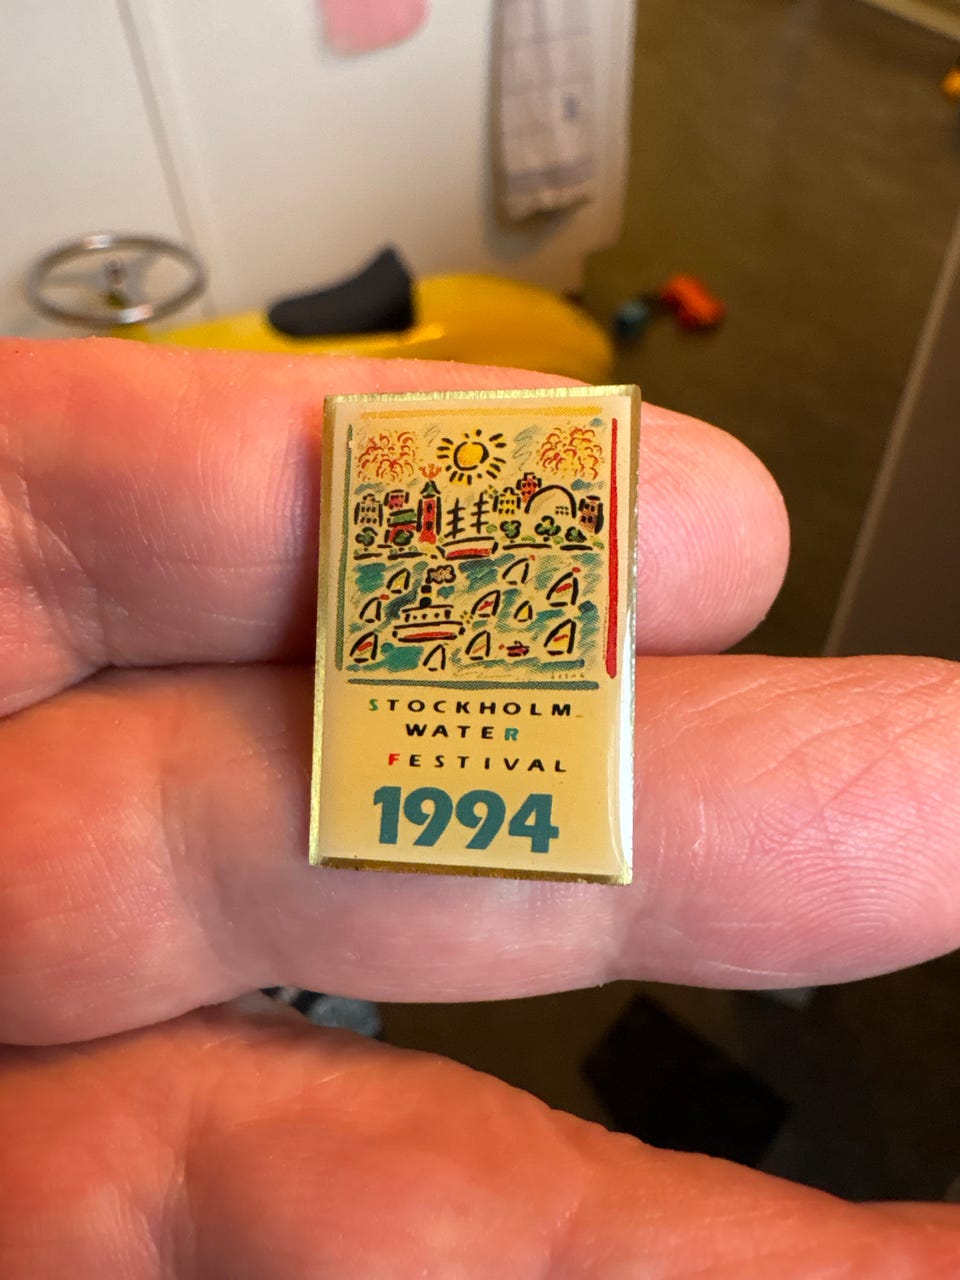 STOCKHOLM
WATER
FESTIVAL
1994